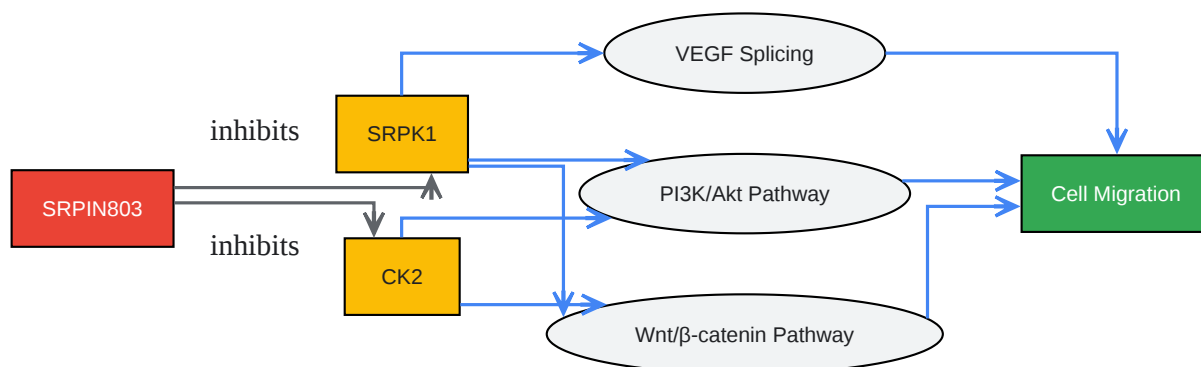 VEGF Splicing
inhibits
SRPK1
SRPIN803
PI3K/Akt Pathway
Cell Migration
inhibits
CK2
Wnt/β-catenin Pathway